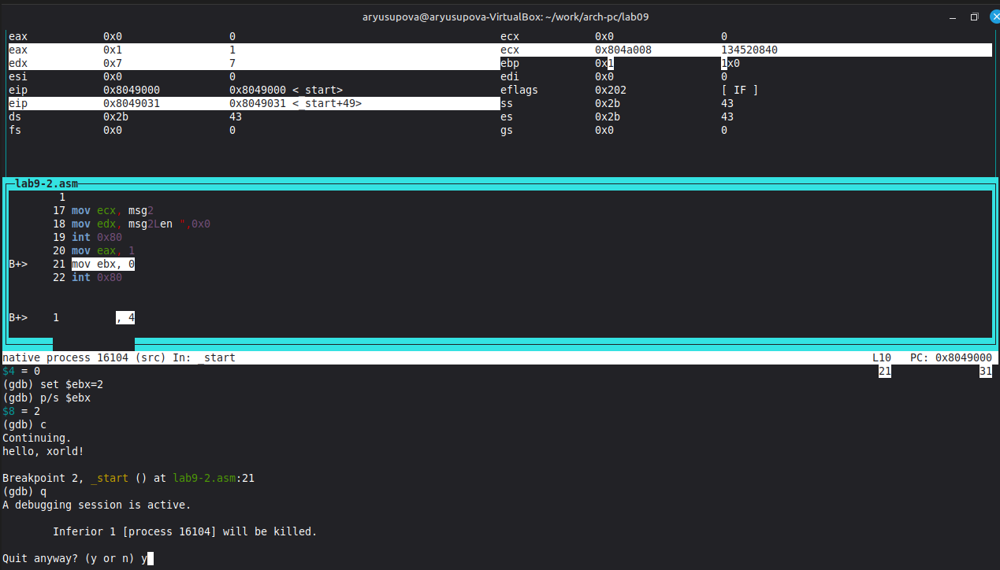 aryusupova@aryusupova-VirtualBox: ~/work/arch-pc/lab09
eax 0x0 0 ecx 0x0 0
eax 0x1 1 ecx 0x804a008 134520840
edx 0x7 7 ebp 0x1 1x0
esi 0x0 0 edi 0x0 0
eip 0x8049000 0x8049000 <_start> eflags 0x202 [ IF ]
eip 0x8049031 0x8049031 <_start+49> ss 0x2b 43
ds 0x2b 43 es 0x2b 43
fs 0x0 0 gs 0x0 0
lab9-2.asm
1
17 mov ecx, msg2
18 mov edx, msg2Len ",0x0
19 int 0x80
20 mov eax, 1
B+> 21 mov ebx, 0
22 int 0x80
B+> 1 , 4
native process 16104 (src) In: _start L10 PC: 0x8049000
$4 = 0 21 31
(gdb) set $ebx=2
(gdb) p/s $ebx
$8 = 2
(gdb) c
Continuing.
hello, xorld!
Breakpoint 2, _start () at lab9-2.asm:21
(gdb) q
A debugging session is active.
Inferior 1 [process 16104] will be killed.
Quit anyway? (y or n) y